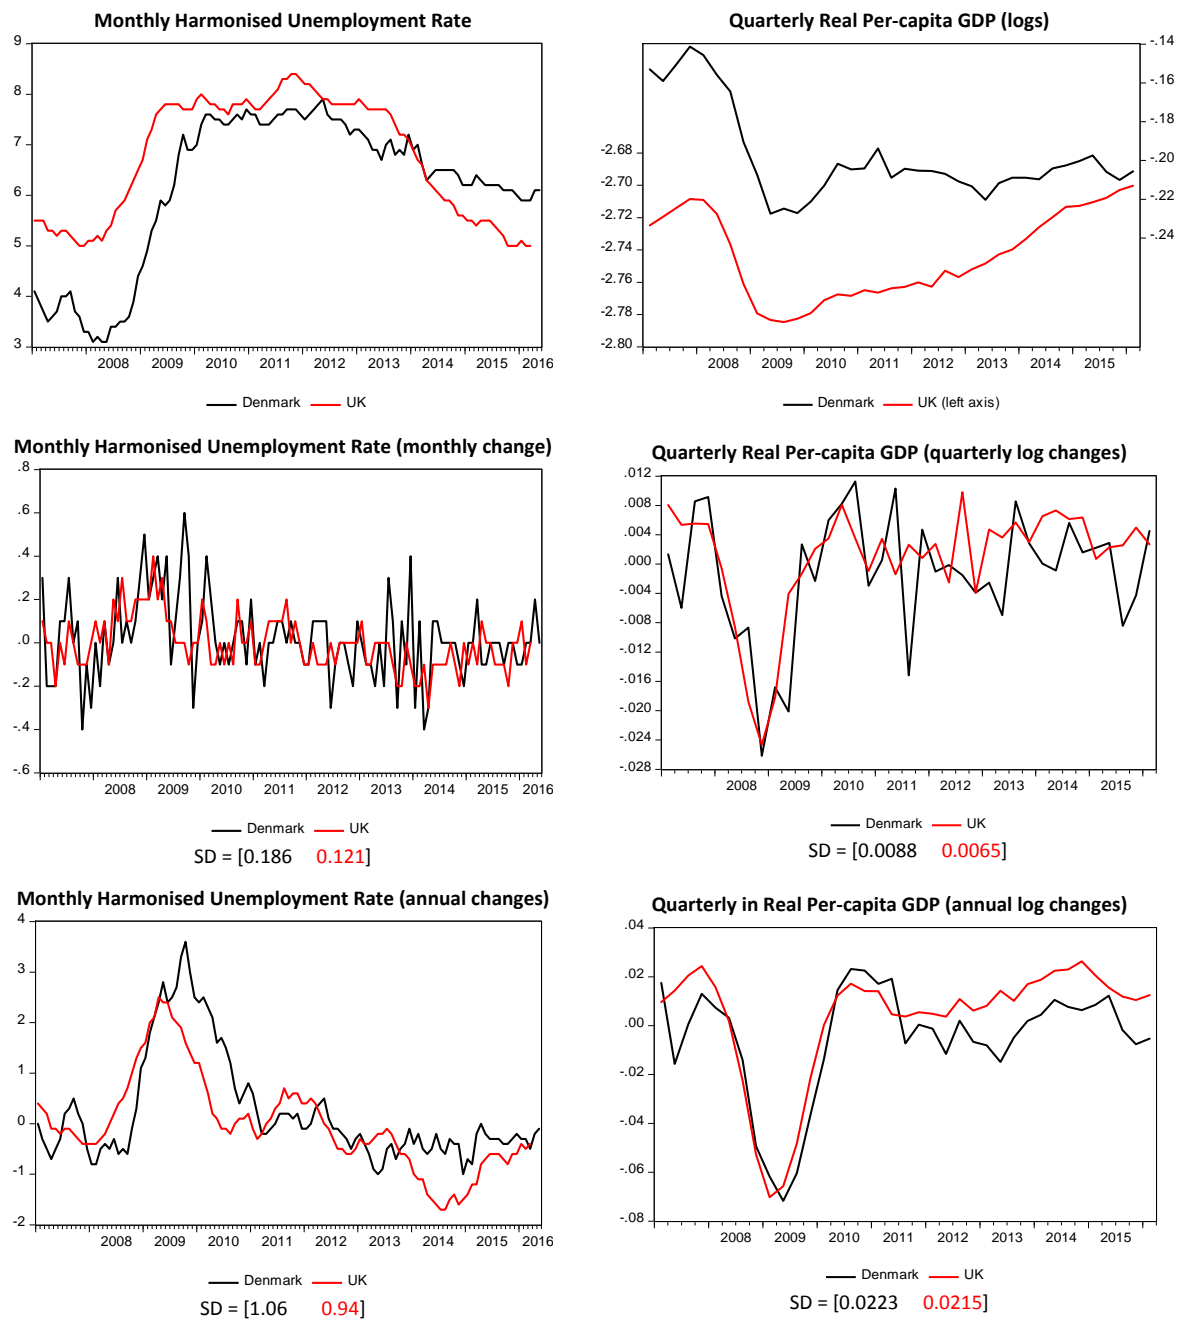 Monthly Harmonised Unemployment Rate
9
8
7
6
5
4
3
2008 2009 2010 2011 2012 2013 2014 2015 2016
Denmark UK
Quarterly Real Per-capita GDP (logs)
-2.68
-2.70
-2.72
-2.74
-2.76
-2.78
-2.80
-.14
-.16
-.18
-.20
-.22
-.24
2008 2009 2010 2011 2012 2013 2014 2015
Denmark UK (left axis)
Monthly Harmonised Unemployment Rate (monthly change)
.8
.6
.4
.2
.0
-.2
-.4
-.6
2008 2009 2010 2011 2012 2013 2014 2015 2016
Denmark UK
SD = [0.186 0.121]
Quarterly Real Per-capita GDP (quarterly log changes)
.012
.008
.004
.000
-.004
-.008
-.012
-.016
-.020
-.024
-.028
2008 2009 2010 2011 2012 2013 2014 2015
Denmark UK
SD = [0.0088 0.0065]
Monthly Harmonised Unemployment Rate (annual changes)
4
3
2
1
0
-1
-2
2008 2009 2010 2011 2012 2013 2014 2015 2016
Denmark UK
SD = [1.06 0.94]
Quarterly in Real Per-capita GDP (annual log changes)
.04
.02
.00
-.02
-.04
-.06
-.08
2008 2009 2010 2011 2012 2013 2014 2015
Denmark UK
SD = [0.0223 0.0215]